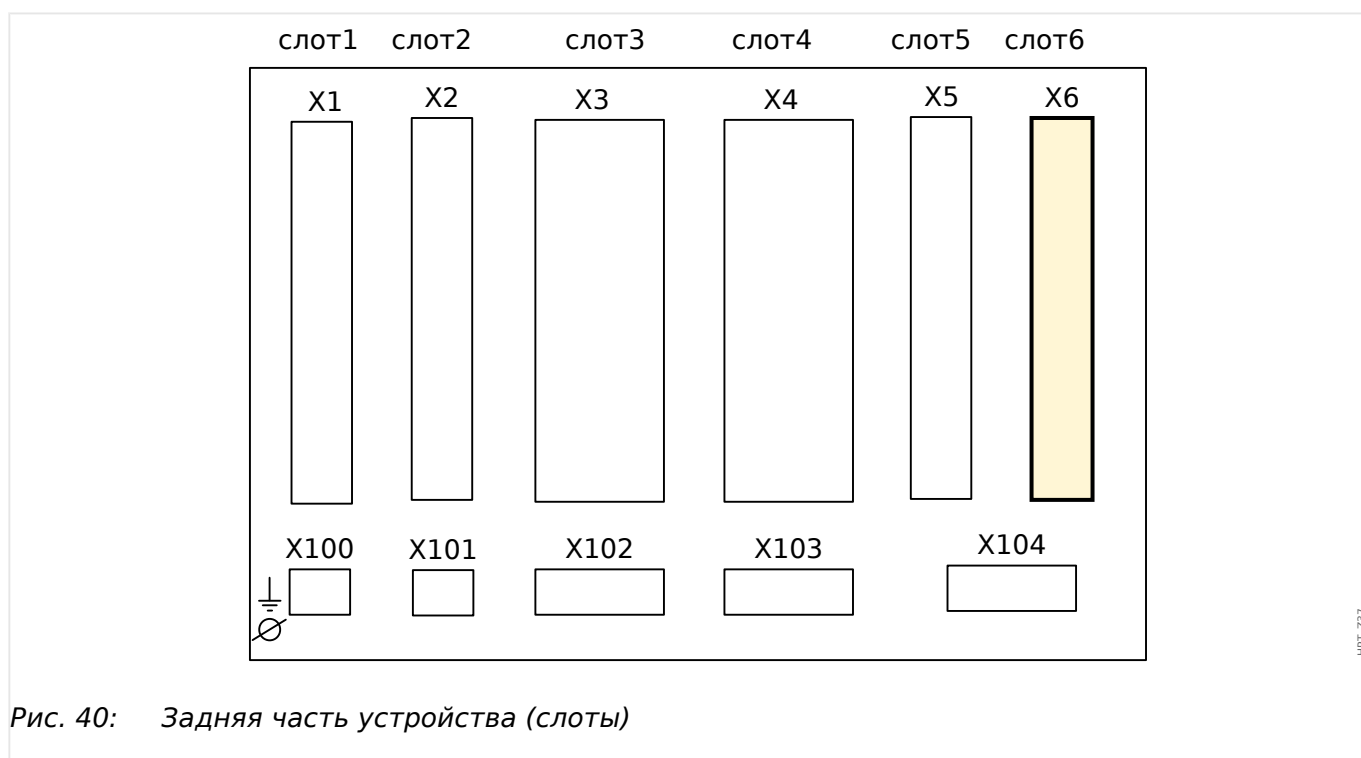 слот1 слот2 слот3 слот4 слот5 слот6
X1 X2 X3 X4 X5 X6
X100 X101 X102 X103 X104
Рис. 40: Задняя часть устройства (слоты)